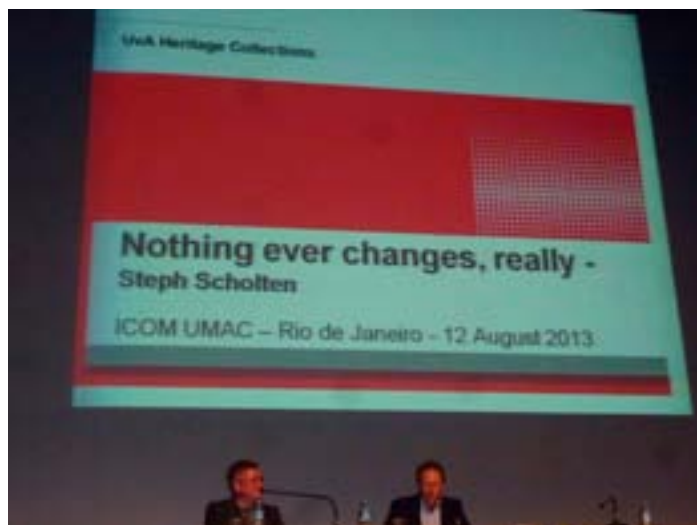 UvA Heritage Collections
Nothing ever changes, really -
Steph Scholten
ICOM UMAC – Rio de Janeiro - 12 August 2013